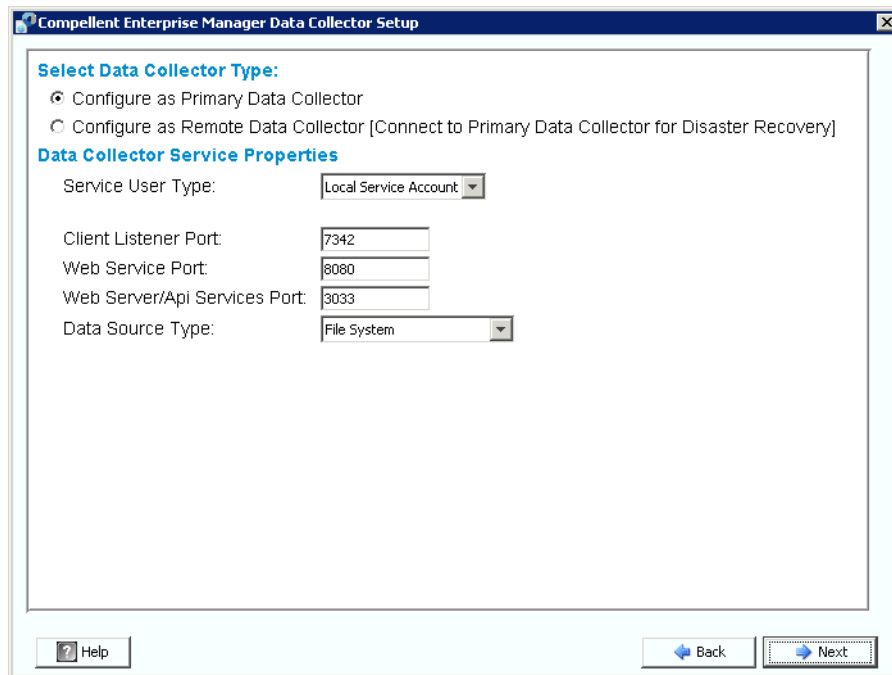 Compellent Enterprise Manager Data Collector Setup
Select Data Collector Type:
Configure as Primary Data Collector
Configure as Remote Data Collector [Connect to Primary Data Collector for Disaster Recovery]
Data Collector Service Properties
Service User Type: Local Service Account
Client Listener Port: 7342
Web Service Port: 8080
Web Server/Api Services Port: 3033
Data Source Type: File System
? Help Back Next